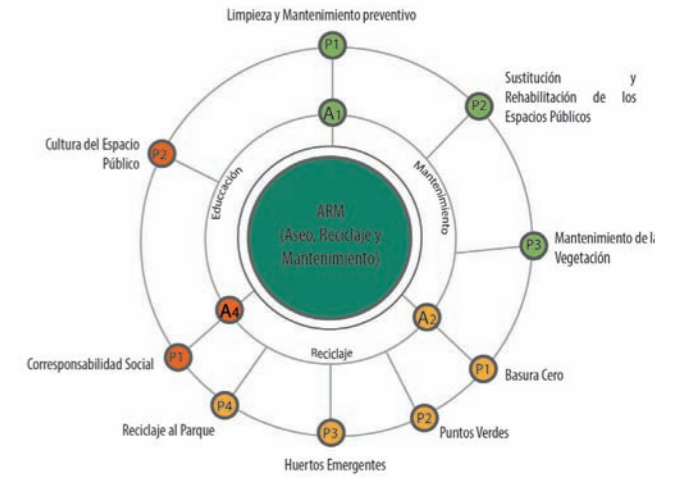 Limpieza y Mantenimiento preventivo
P1
Sustitución y
Rehabilitación de los
Espacios Públicos
P2
A1
Cultura del Espacio
Público
P2
Educcación
Mantenimiento
ARM
(Aseo, Reciclaje y
Mantenimiento)
P3
Mantenimiento de la
Vegetación
A4
A2
Reciclaje
Corresponsabilidad Social
P1
P1
Basura Cero
P4
Reciclaje al Parque
P2
Puntos Verdes
P3
Huertos Emergentes